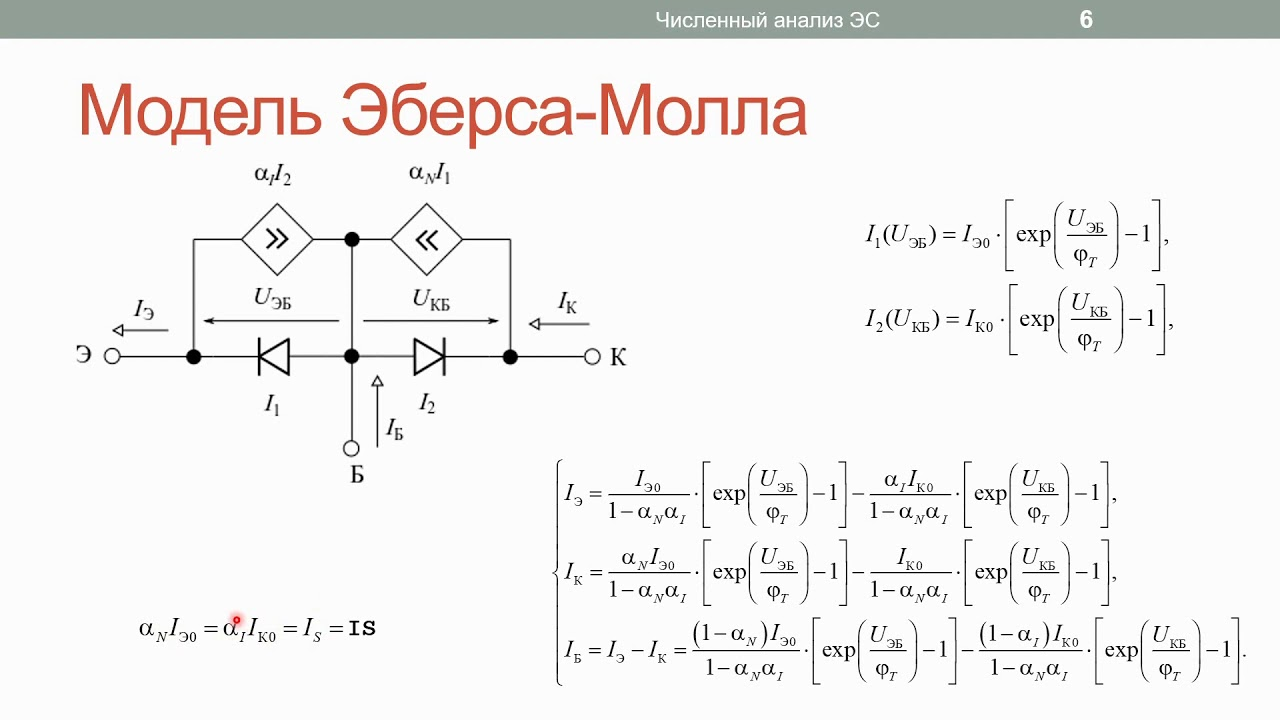 Численный анализ ЭС 6
Модель Эберса-Молла
α_I I_2 α_N I_1
U_ЭБ U_КБ
I_Э I_К
Э К
I_1 I_2
I_Б
Б
I_1(U_ЭБ) = I_Э0 · [exp(U_ЭБ/φ_T) − 1],
I_2(U_КБ) = I_К0 · [exp(U_КБ/φ_T) − 1],
I_Э = I_Э0/(1 − α_N α_I) · [exp(U_ЭБ/φ_T) − 1] − α_I I_К0/(1 − α_N α_I) · [exp(U_КБ/φ_T) − 1],
I_К = α_N I_Э0/(1 − α_N α_I) · [exp(U_ЭБ/φ_T) − 1] − I_К0/(1 − α_N α_I) · [exp(U_КБ/φ_T) − 1],
I_Б = I_Э − I_К = (1 − α_N) I_Э0/(1 − α_N α_I) · [exp(U_ЭБ/φ_T) − 1] − (1 − α_I) I_К0/(1 − α_N α_I) · [exp(U_КБ/φ_T) − 1].
α_N I_Э0 = α_I I_К0 = I_S = IS